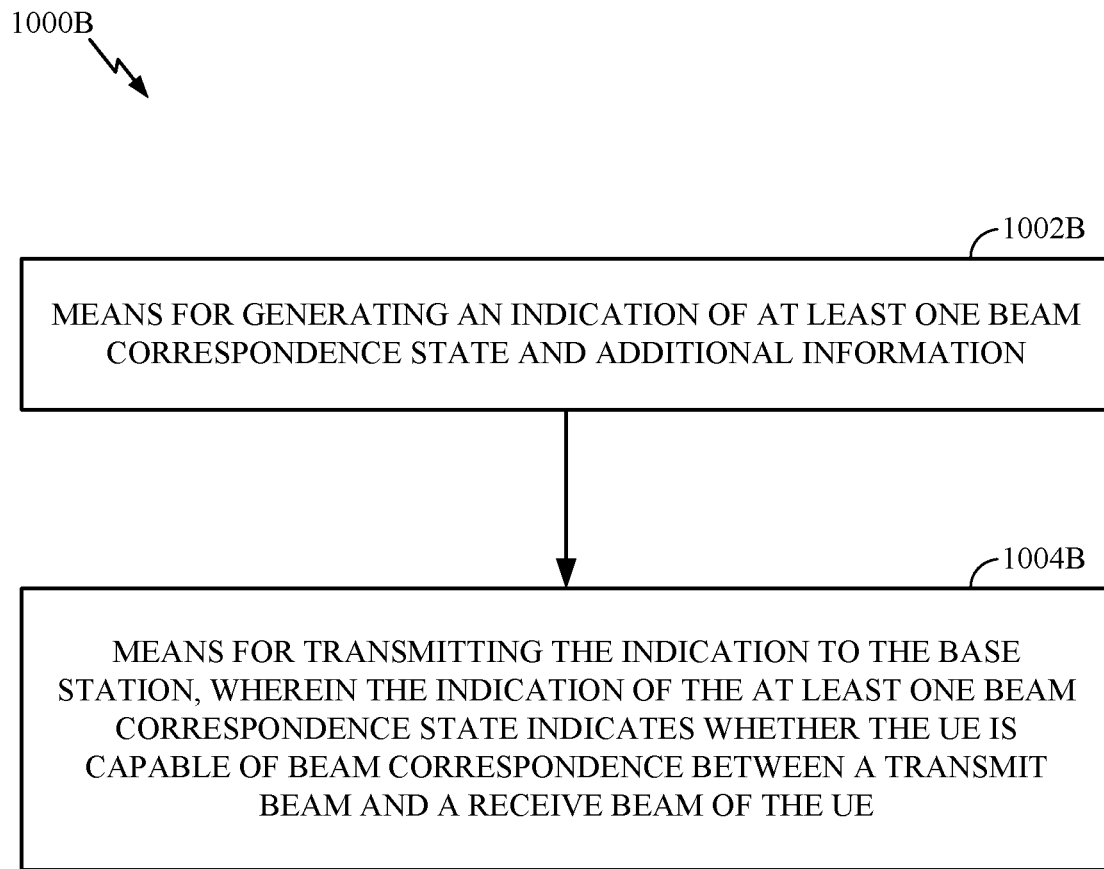 1000B
1002B
MEANS FOR GENERATING AN INDICATION OF AT LEAST ONE BEAM
CORRESPONDENCE STATE AND ADDITIONAL INFORMATION
1004B
MEANS FOR TRANSMITTING THE INDICATION TO THE BASE
STATION, WHEREIN THE INDICATION OF THE AT LEAST ONE BEAM
CORRESPONDENCE STATE INDICATES WHETHER THE UE IS
CAPABLE OF BEAM CORRESPONDENCE BETWEEN A TRANSMIT
BEAM AND A RECEIVE BEAM OF THE UE